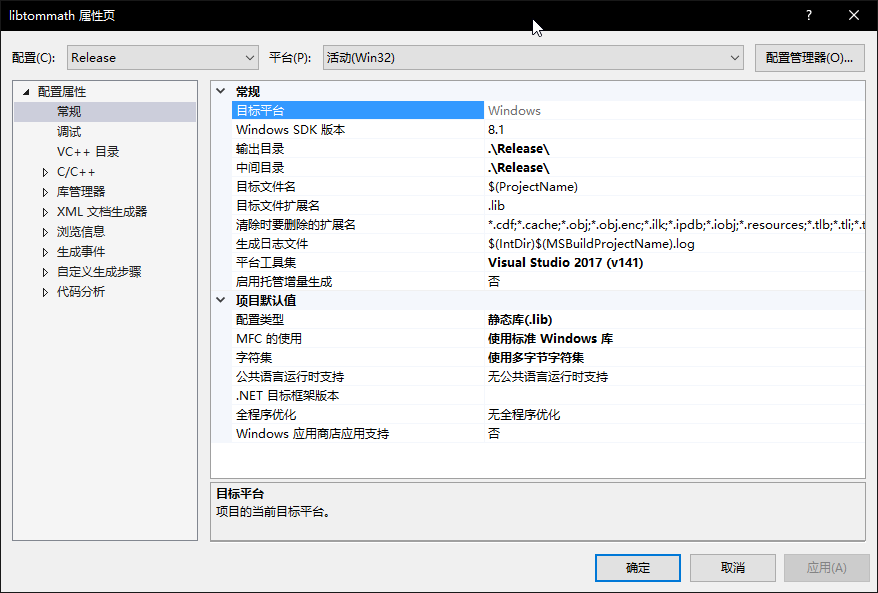 libtommath 属性页
配置(C): Release 平台(P): 活动(Win32) 配置管理器(O)...
配置属性
常规
调试
VC++ 目录
C/C++
库管理器
XML 文档生成器
浏览信息
生成事件
自定义生成步骤
代码分析
常规
目标平台 Windows
Windows SDK 版本 8.1
输出目录 .\Release\
中间目录 .\Release\
目标文件名 $(ProjectName)
目标文件扩展名 .lib
清除时要删除的扩展名 *.cdf;*.cache;*.obj;*.obj.enc;*.ilk;*.ipdb;*.iobj;*.resources;*.tlb;*.tli;*.t
生成日志文件 $(IntDir)$(MSBuildProjectName).log
平台工具集 Visual Studio 2017 (v141)
启用托管增量生成 否
项目默认值
配置类型 静态库(.lib)
MFC 的使用 使用标准 Windows 库
字符集 使用多字节字符集
公共语言运行时支持 无公共语言运行时支持
.NET 目标框架版本
全程序优化 无全程序优化
Windows 应用商店应用支持 否
目标平台
项目的当前目标平台。
确定 取消 应用(A)